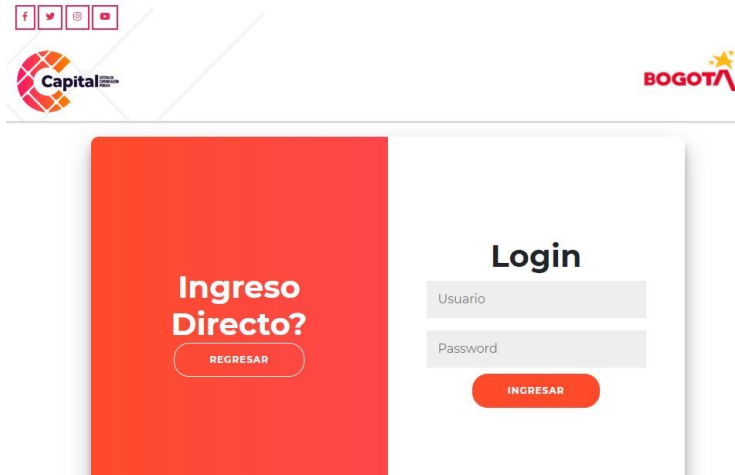 Capital
BOGOTA
Ingreso
Directo?
REGRESAR
Login
Usuario
Password
INGRESAR